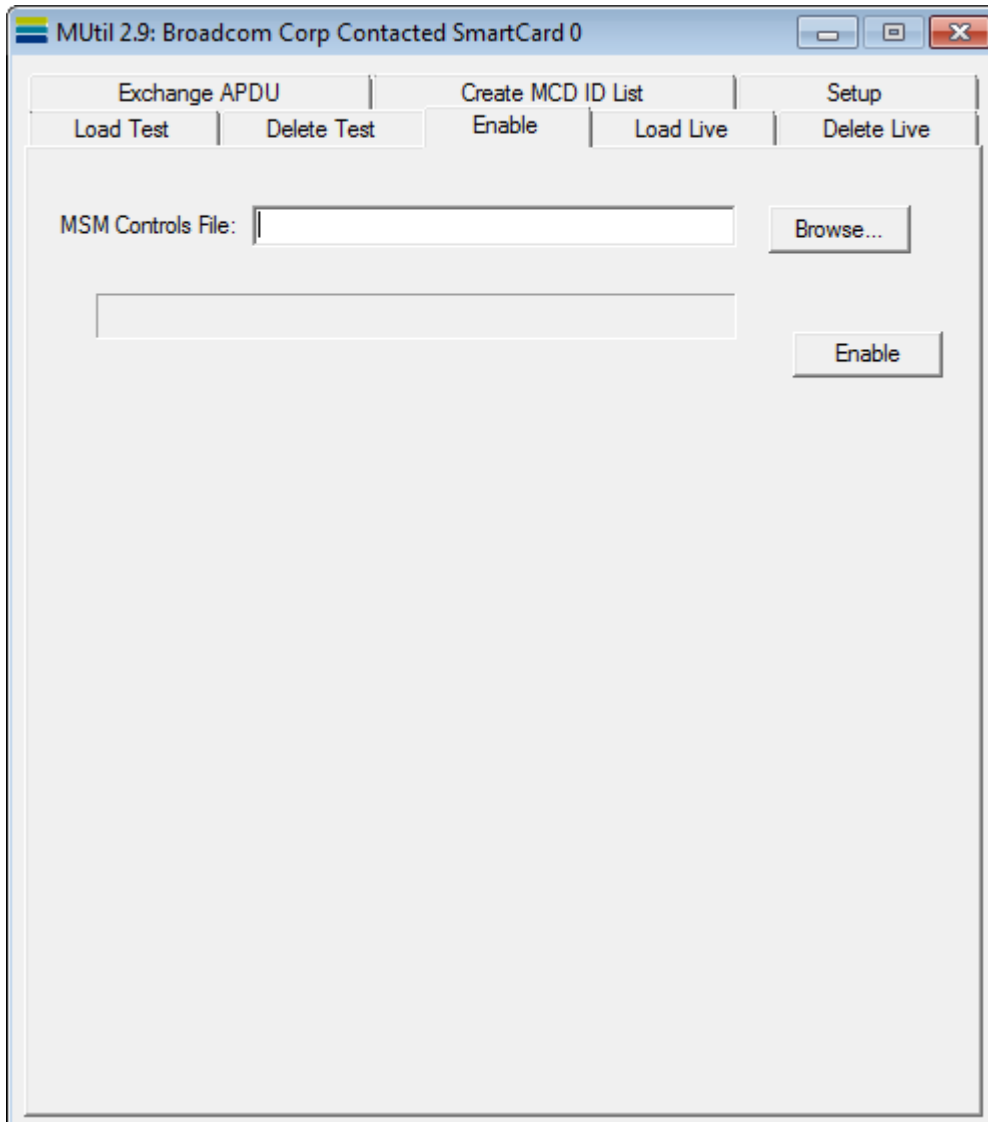 MUtil 2.9: Broadcom Corp Contacted SmartCard 0
Exchange APDU Create MCD ID List Setup
Load Test Delete Test Enable Load Live Delete Live
MSM Controls File: Browse...
Enable